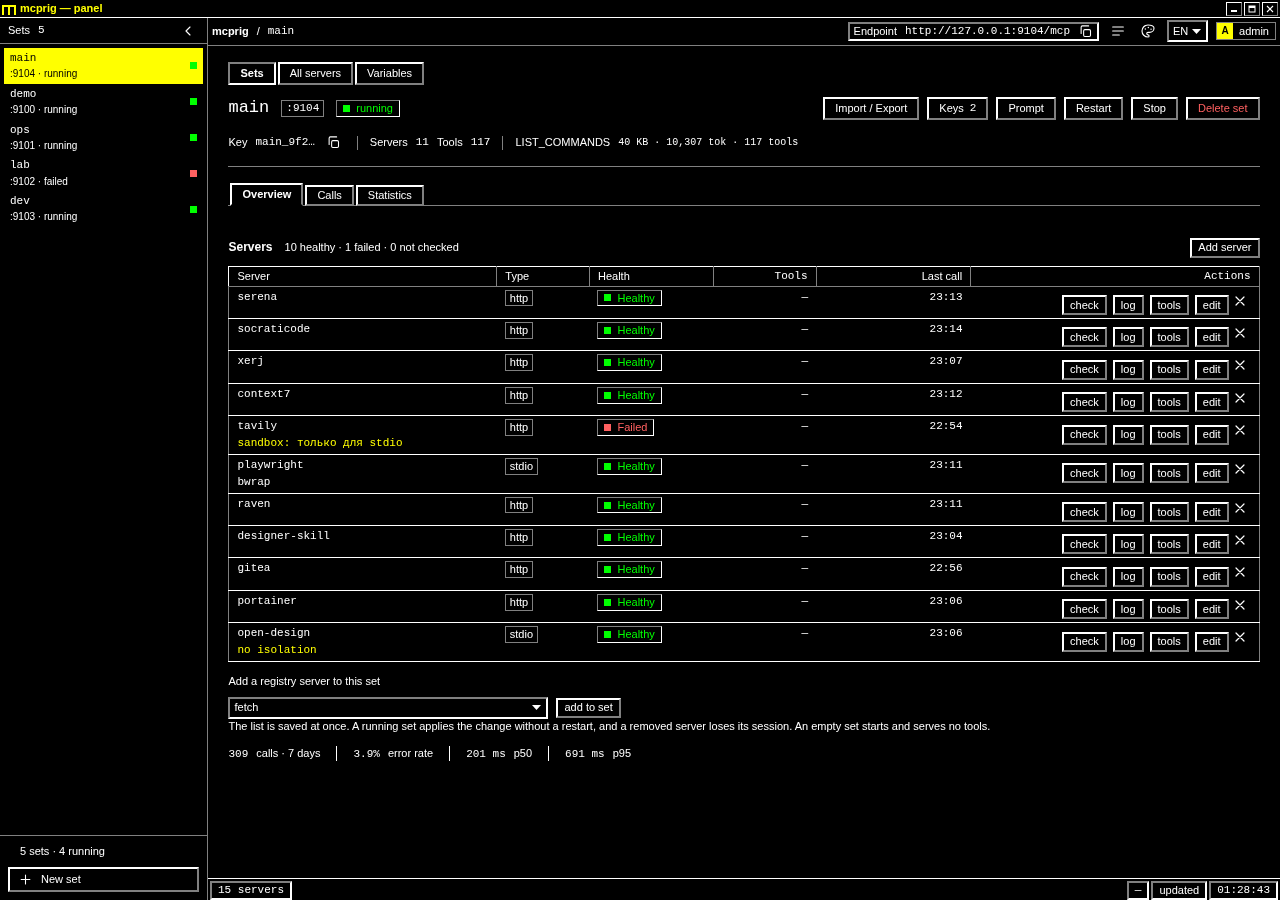 mcprig — panel
Sets 5
mcprig / main
Endpoint http://127.0.0.1:9104/mcp
EN
A admin
main
:9104 · running
demo
:9100 · running
ops
:9101 · running
lab
:9102 · failed
dev
:9103 · running
5 sets · 4 running
New set
Sets All servers Variables
main :9104 running
Import / Export Keys 2 Prompt Restart Stop Delete set
Key main_9f2… Servers 11 Tools 117 LIST_COMMANDS 40 KB · 10,307 tok · 117 tools
Overview Calls Statistics
Servers 10 healthy · 1 failed · 0 not checked
Add server
Server Type Health Tools Last call Actions
serena http Healthy — 23:13 check log tools edit
socraticode http Healthy — 23:14 check log tools edit
xerj http Healthy — 23:07 check log tools edit
context7 http Healthy — 23:12 check log tools edit
tavily http Failed — 22:54 check log tools edit
sandbox: только для stdio
playwright stdio Healthy — 23:11 check log tools edit
bwrap
raven http Healthy — 23:11 check log tools edit
designer-skill http Healthy — 23:04 check log tools edit
gitea http Healthy — 22:56 check log tools edit
portainer http Healthy — 23:06 check log tools edit
open-design stdio Healthy — 23:06 check log tools edit
no isolation
Add a registry server to this set
fetch add to set
The list is saved at once. A running set applies the change without a restart, and a removed server loses its session. An empty set starts and serves no tools.
309 calls · 7 days 3.9% error rate 201 ms p50 691 ms p95
15 servers
— updated 01:28:43